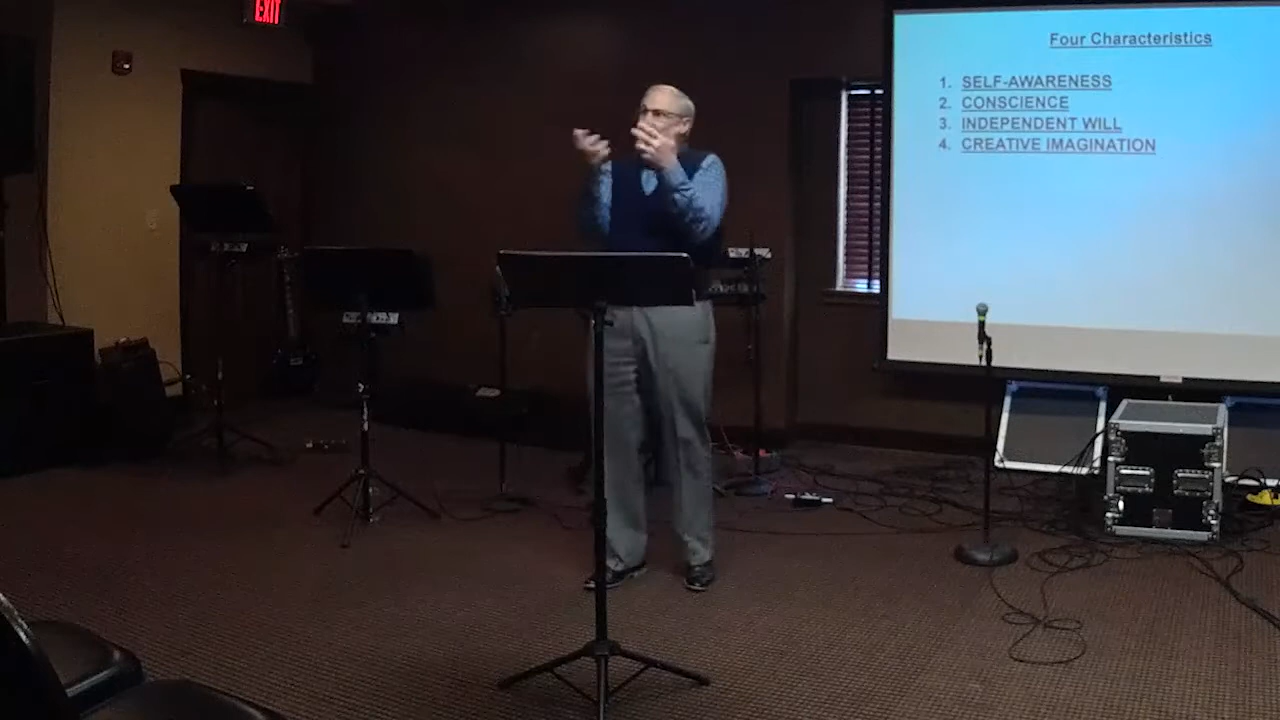 EXIT
Four Characteristics
1. SELF-AWARENESS
2. CONSCIENCE
3. INDEPENDENT WILL
4. CREATIVE IMAGINATION